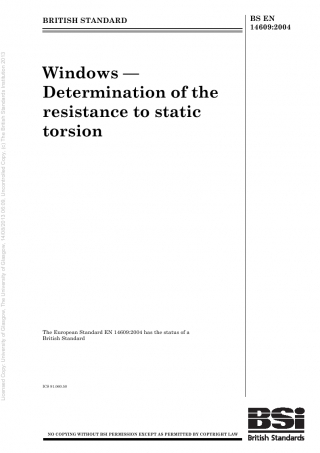 BRITISH STANDARD
BS EN
14609:2004
Windows —
Determination of the
resistance to static
torsion
The European Standard EN 14609:2004 has the status of a
British Standard
NO COPYING WITHOUT BSI PERMISSION EXCEPT AS PERMITTED BY COPYRIGHT LAW
BSi
British Standards